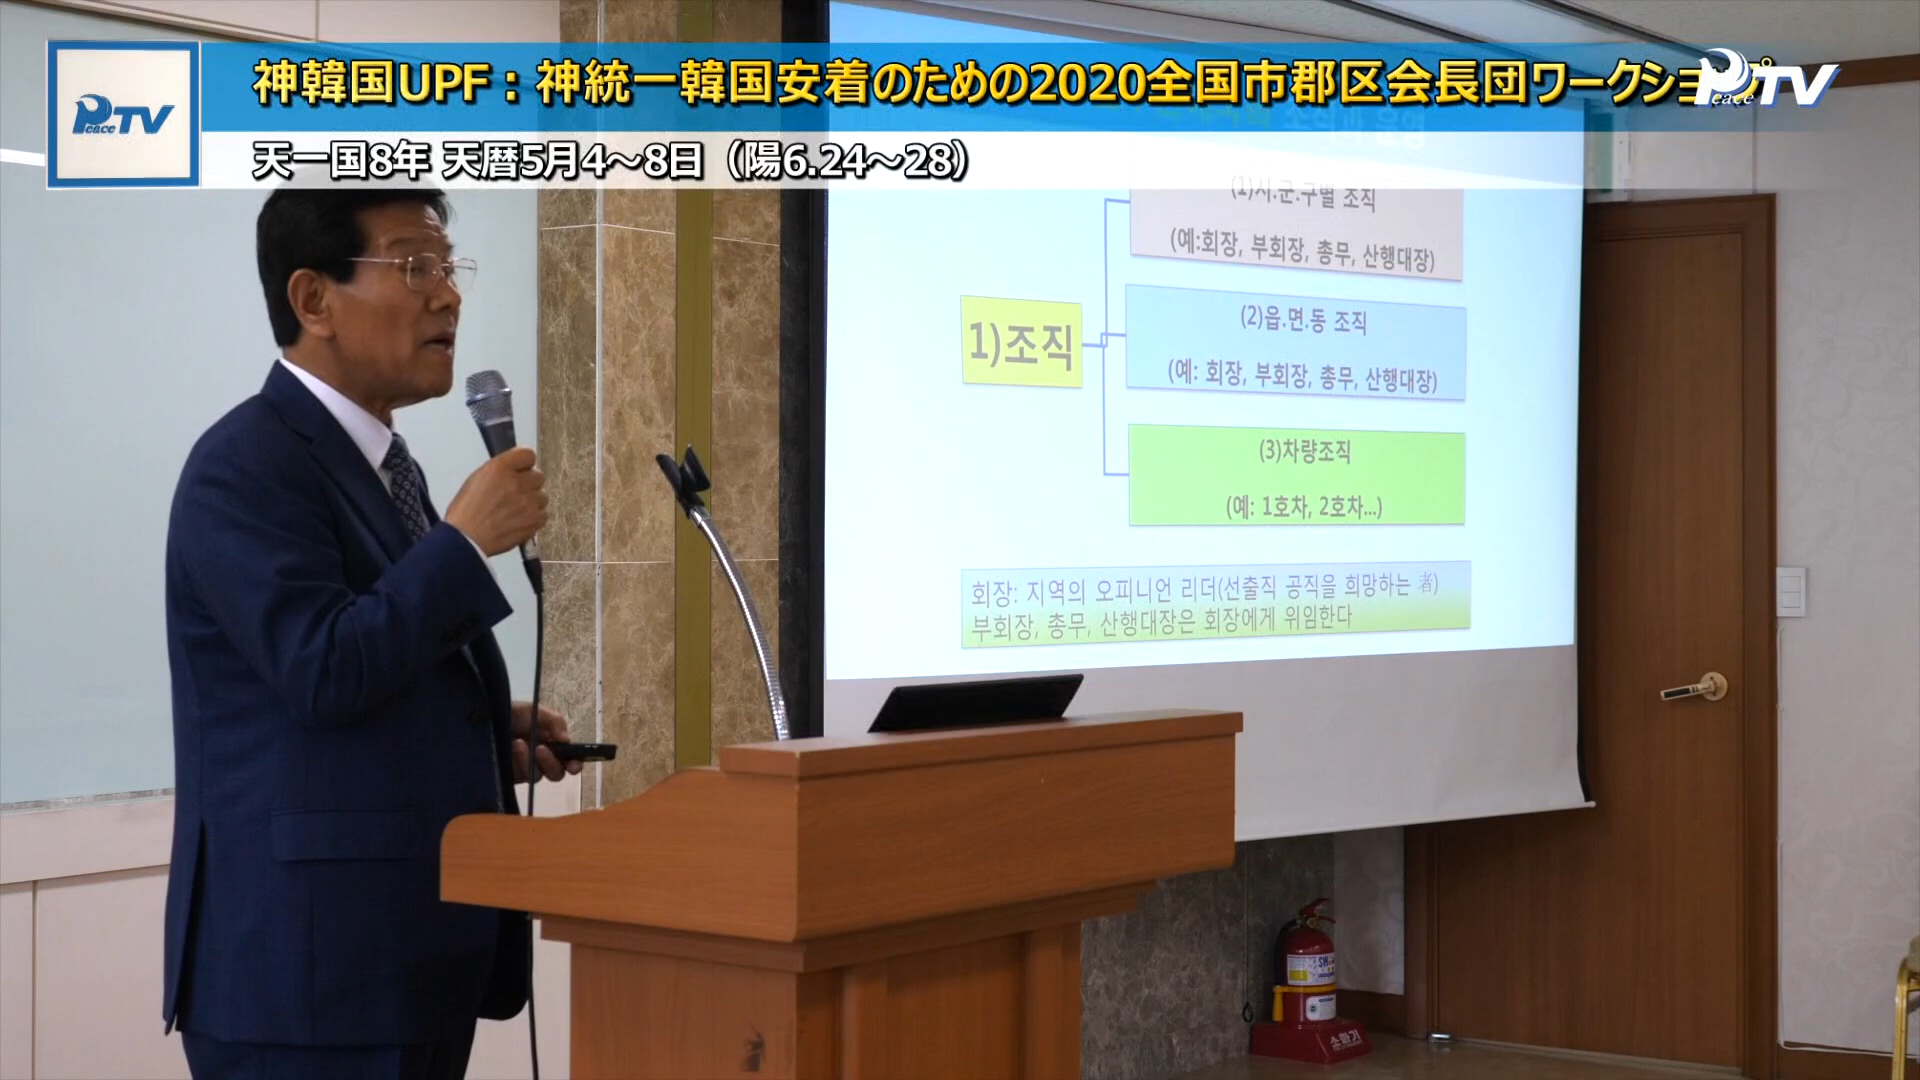 神韓国UPF：神統一韓国安着のための2020全国市郡区会長団ワークショップ
天一国8年 天暦5月4～8日（陽6.24～28）
Peace TV
Peace TV
(1)시.군.구별 조직
(예:회장, 부회장, 총무, 산행대장)
1)조직
(2)읍.면.동 조직
(예: 회장, 부회장, 총무, 산행대장)
(3)차량조직
(예: 1호차, 2호차...)
회장: 지역의 오피니언 리더(선출직 공직을 희망하는 者)
부회장, 총무, 산행대장은 회장에게 위임한다
소화기